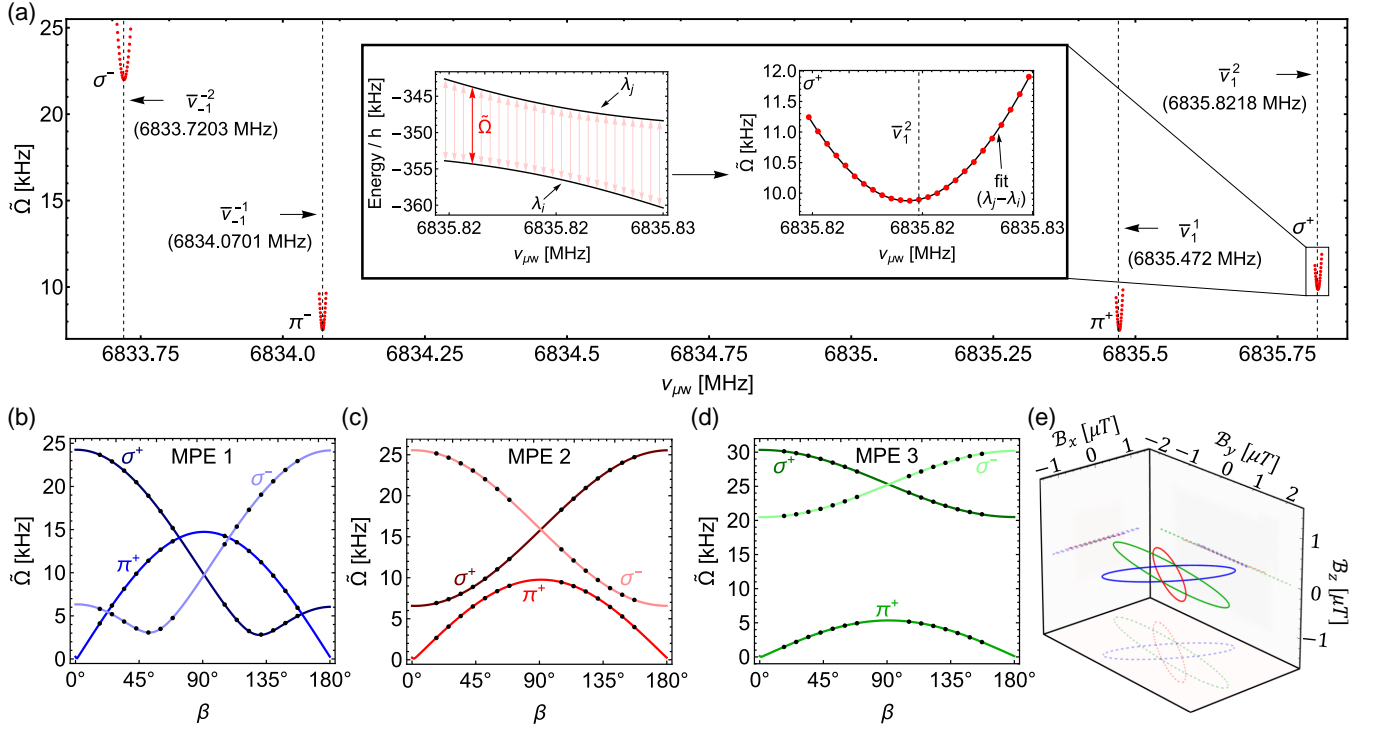 (a)
25
20
15
10
Ω̃ [kHz]
σ⁻
ν̄₋₁⁻²
(6833.7203 MHz)
ν̄₋₁⁻¹
(6834.0701 MHz)
π⁻
−345
−350
−355
−360
Energy / h [kHz]
λⱼ
Ω̃
λᵢ
6835.82 6835.82 6835.83
νμw [MHz]
12.0
11.5
11.0
10.5
10.0
Ω̃ [kHz]
σ⁺
ν̄₁²
fit
(λⱼ−λᵢ)
6835.82 6835.82 6835.83
νμw [MHz]
ν̄₁²
(6835.8218 MHz)
ν̄₁¹
(6835.472 MHz)
σ⁺
π⁺
6833.75 6834.00 6834.25 6834.5 6834.75 6835. 6835.25 6835.5 6835.75
νμw [MHz]
(b)
MPE 1
σ⁺
σ⁻
π⁺
25
20
15
10
5
0
Ω̃ [kHz]
0° 45° 90° 135° 180°
β
(c)
MPE 2
σ⁻
σ⁺
π⁺
25
20
15
10
5
0
Ω̃ [kHz]
0° 45° 90° 135° 180°
β
(d)
MPE 3
σ⁺
σ⁻
π⁺
30
25
20
15
10
5
0
Ω̃ [kHz]
0° 45° 90° 135° 180°
β
(e)
ℬx [μT]
−1 0 1
ℬy [μT]
−2 −1 0 1 2
ℬz [μT]
1
0
−1